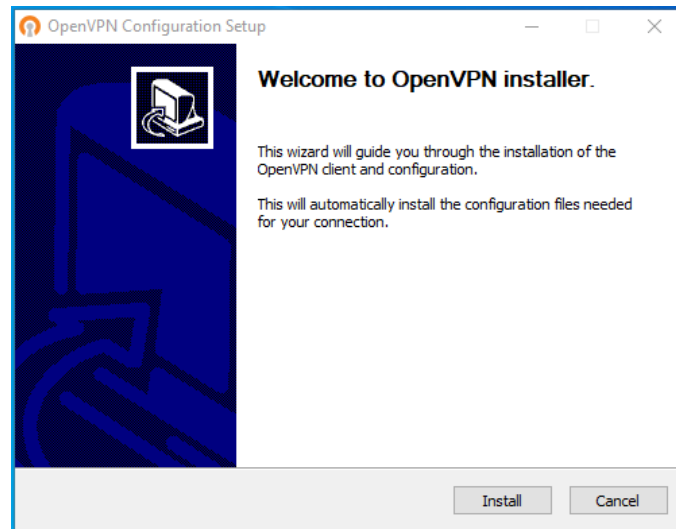 OpenVPN Configuration Setup
Welcome to OpenVPN installer.
This wizard will guide you through the installation of the
OpenVPN client and configuration.
This will automatically install the configuration files needed
for your connection.
Install
Cancel